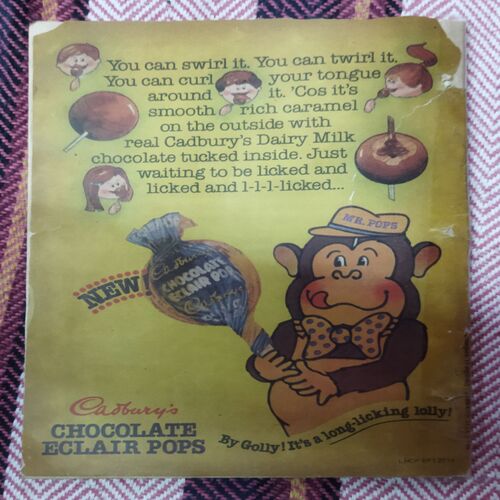 You can swirl it. You can twirl it.
You can curl your tongue
around it. 'Cos it's
smooth rich caramel
on the outside with
real Cadbury's Dairy Milk
chocolate tucked inside. Just
waiting to be licked and
licked and l-l-l-licked...
MR. POPS
NEW!
Cadbury's
CHOCOLATE
ECLAIR POPS
Cadbury's
CHOCOLATE
ECLAIR POPS
By Golly! It's a long-licking lolly!